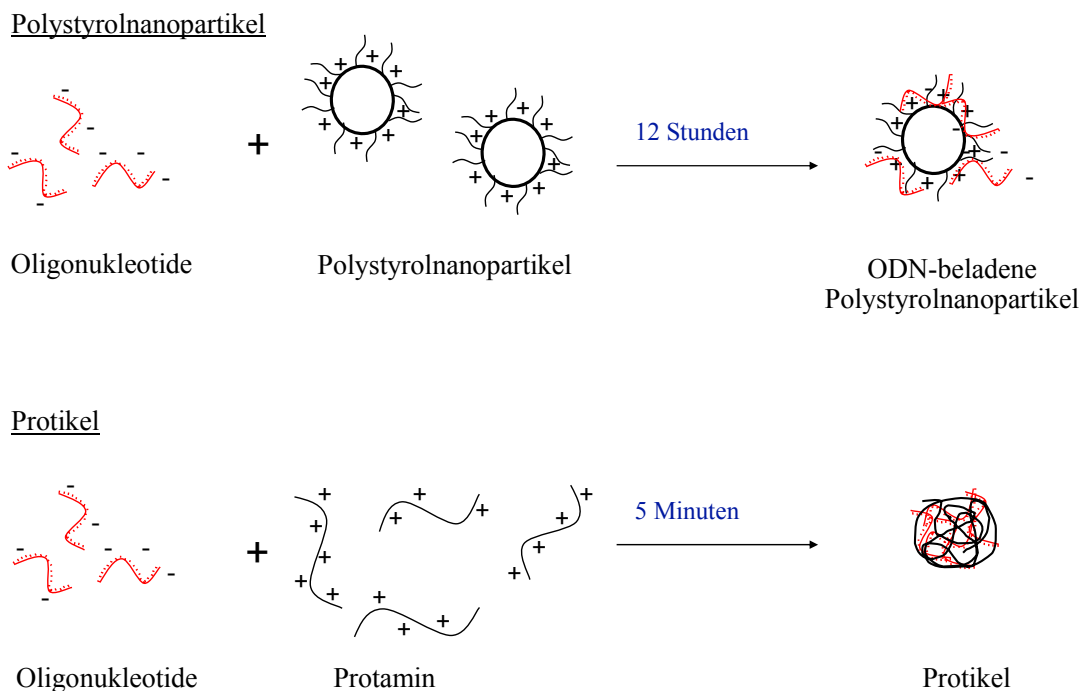 Polystyrolnanopartikel
12 Stunden
Oligonukleotide
Polystyrolnanopartikel
ODN-beladene
Polystyrolnanopartikel
Protikel
5 Minuten
Oligonukleotide
Protamin
Protikel